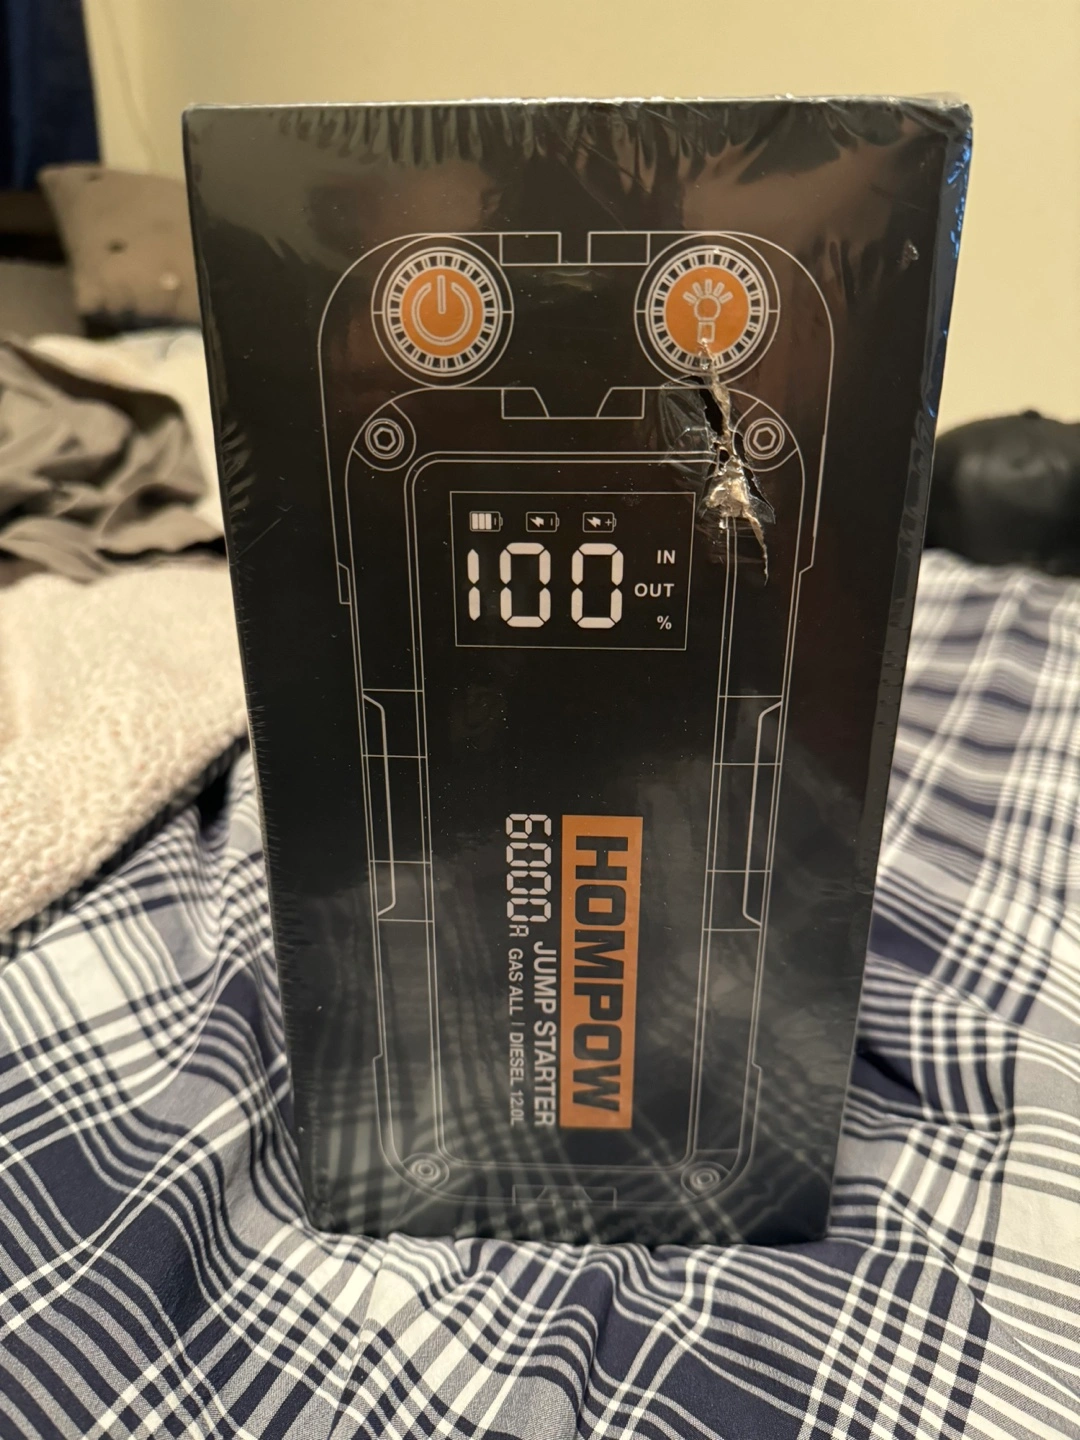 100
IN
OUT
%
HOMPOW
JUMP STARTER
6000A
GAS ALL | DIESEL 12.0L